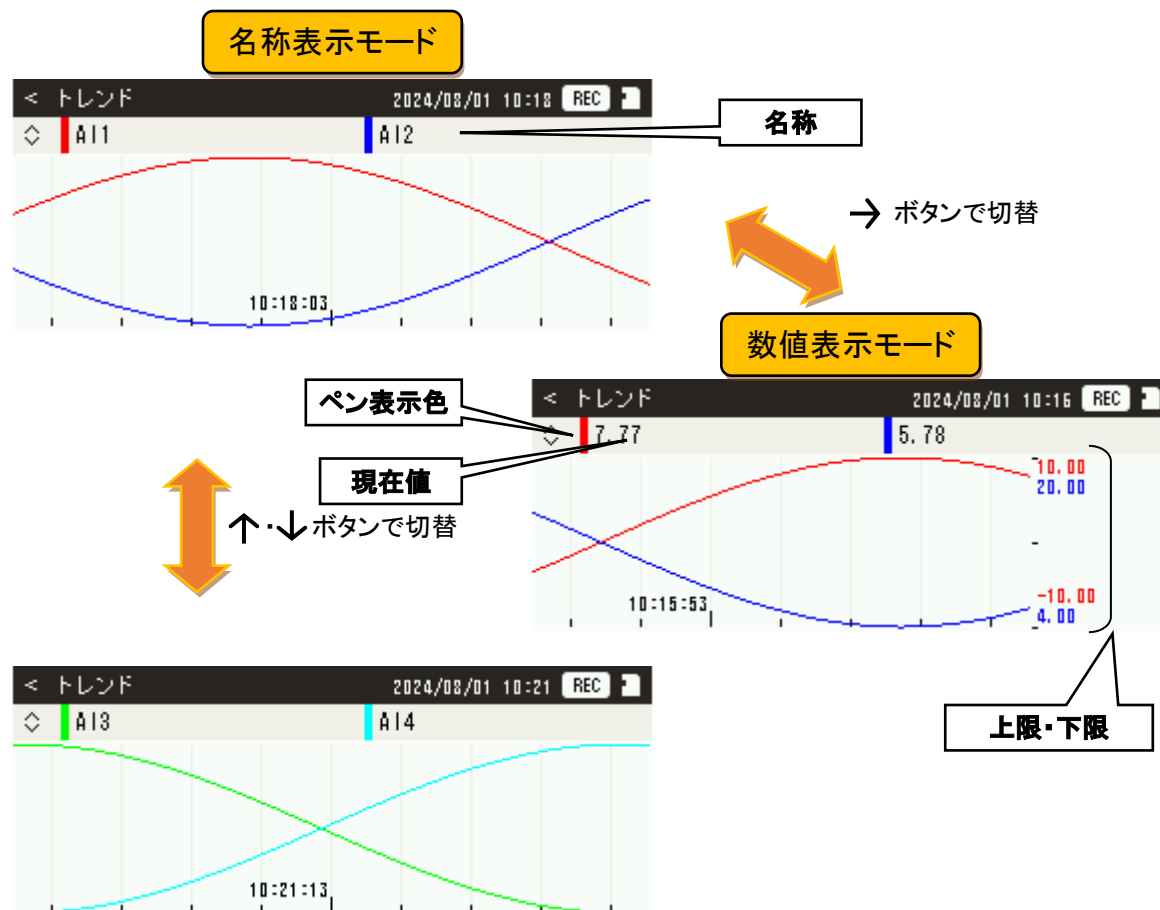 名称表示モード
< トレンド 2024/08/01 10:18 REC
AI1 AI2
名称
10:18:03
→ ボタンで切替
数値表示モード
< トレンド 2024/08/01 10:16 REC
ペン表示色
7.77 5.78
現在値
10.00
20.00
-10.00
4.00
10:15:53
↑・↓ボタンで切替
上限・下限
< トレンド 2024/08/01 10:21 REC
AI3 AI4
10:21:13